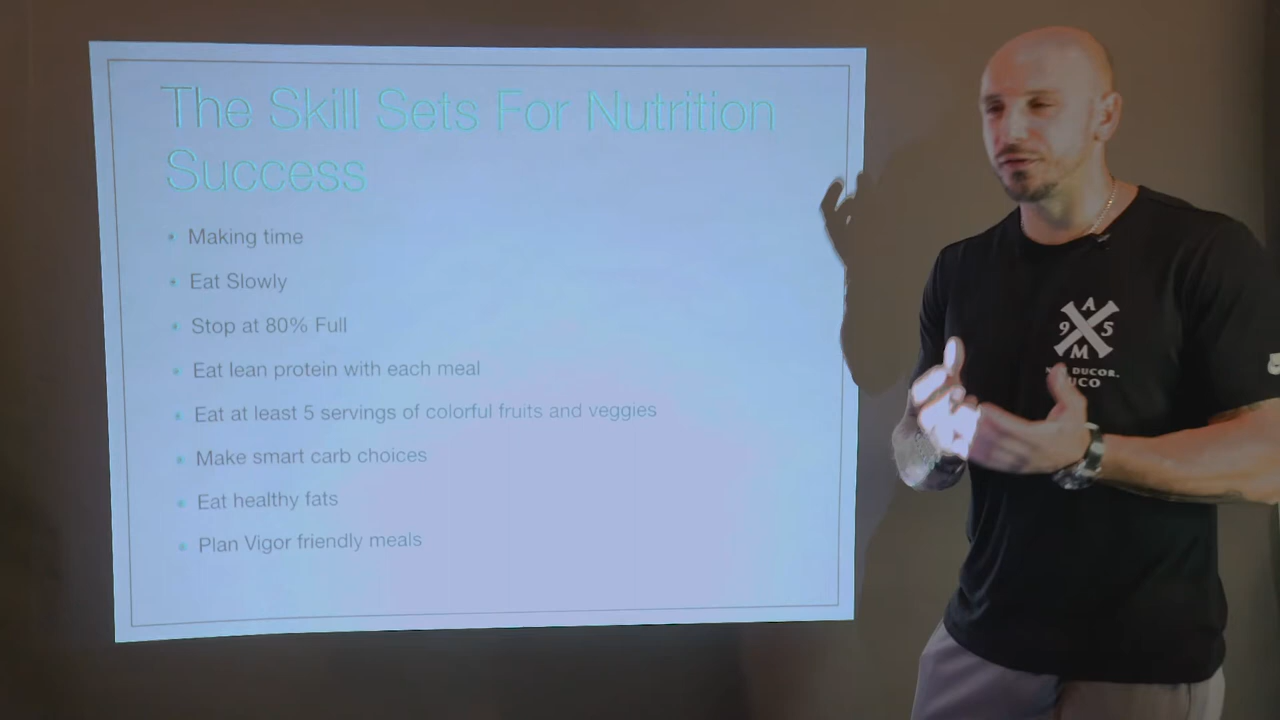 The Skill Sets For Nutrition
Success
Making time
Eat Slowly
Stop at 80% Full
Eat lean protein with each meal
Eat at least 5 servings of colorful fruits and veggies
Make smart carb choices
Eat healthy fats
Plan Vigor friendly meals
A
9 5
M
DUCOR.
UCO